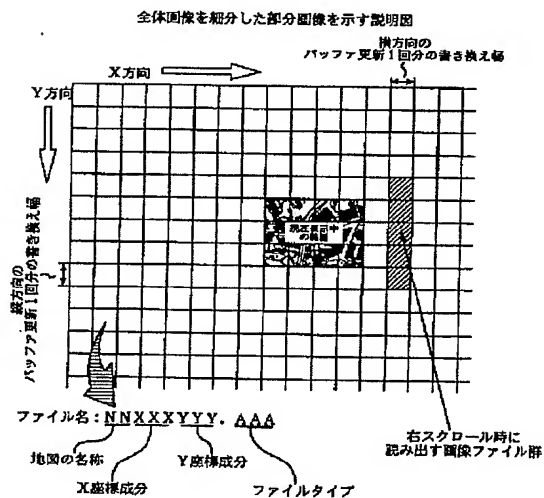 全体画像を細分した部分画像を示す説明図
横方向の
バッファ更新1回分の書き換え幅
X方向
Y方向
現在表示中
の範囲
縦方向の
バッファ更新1回分の書き換え幅
ファイル名:NNXXXYYY.AAA
地図の名称
X座標成分
Y座標成分
ファイルタイプ
右スクロール時に
読み出す画像ファイル群